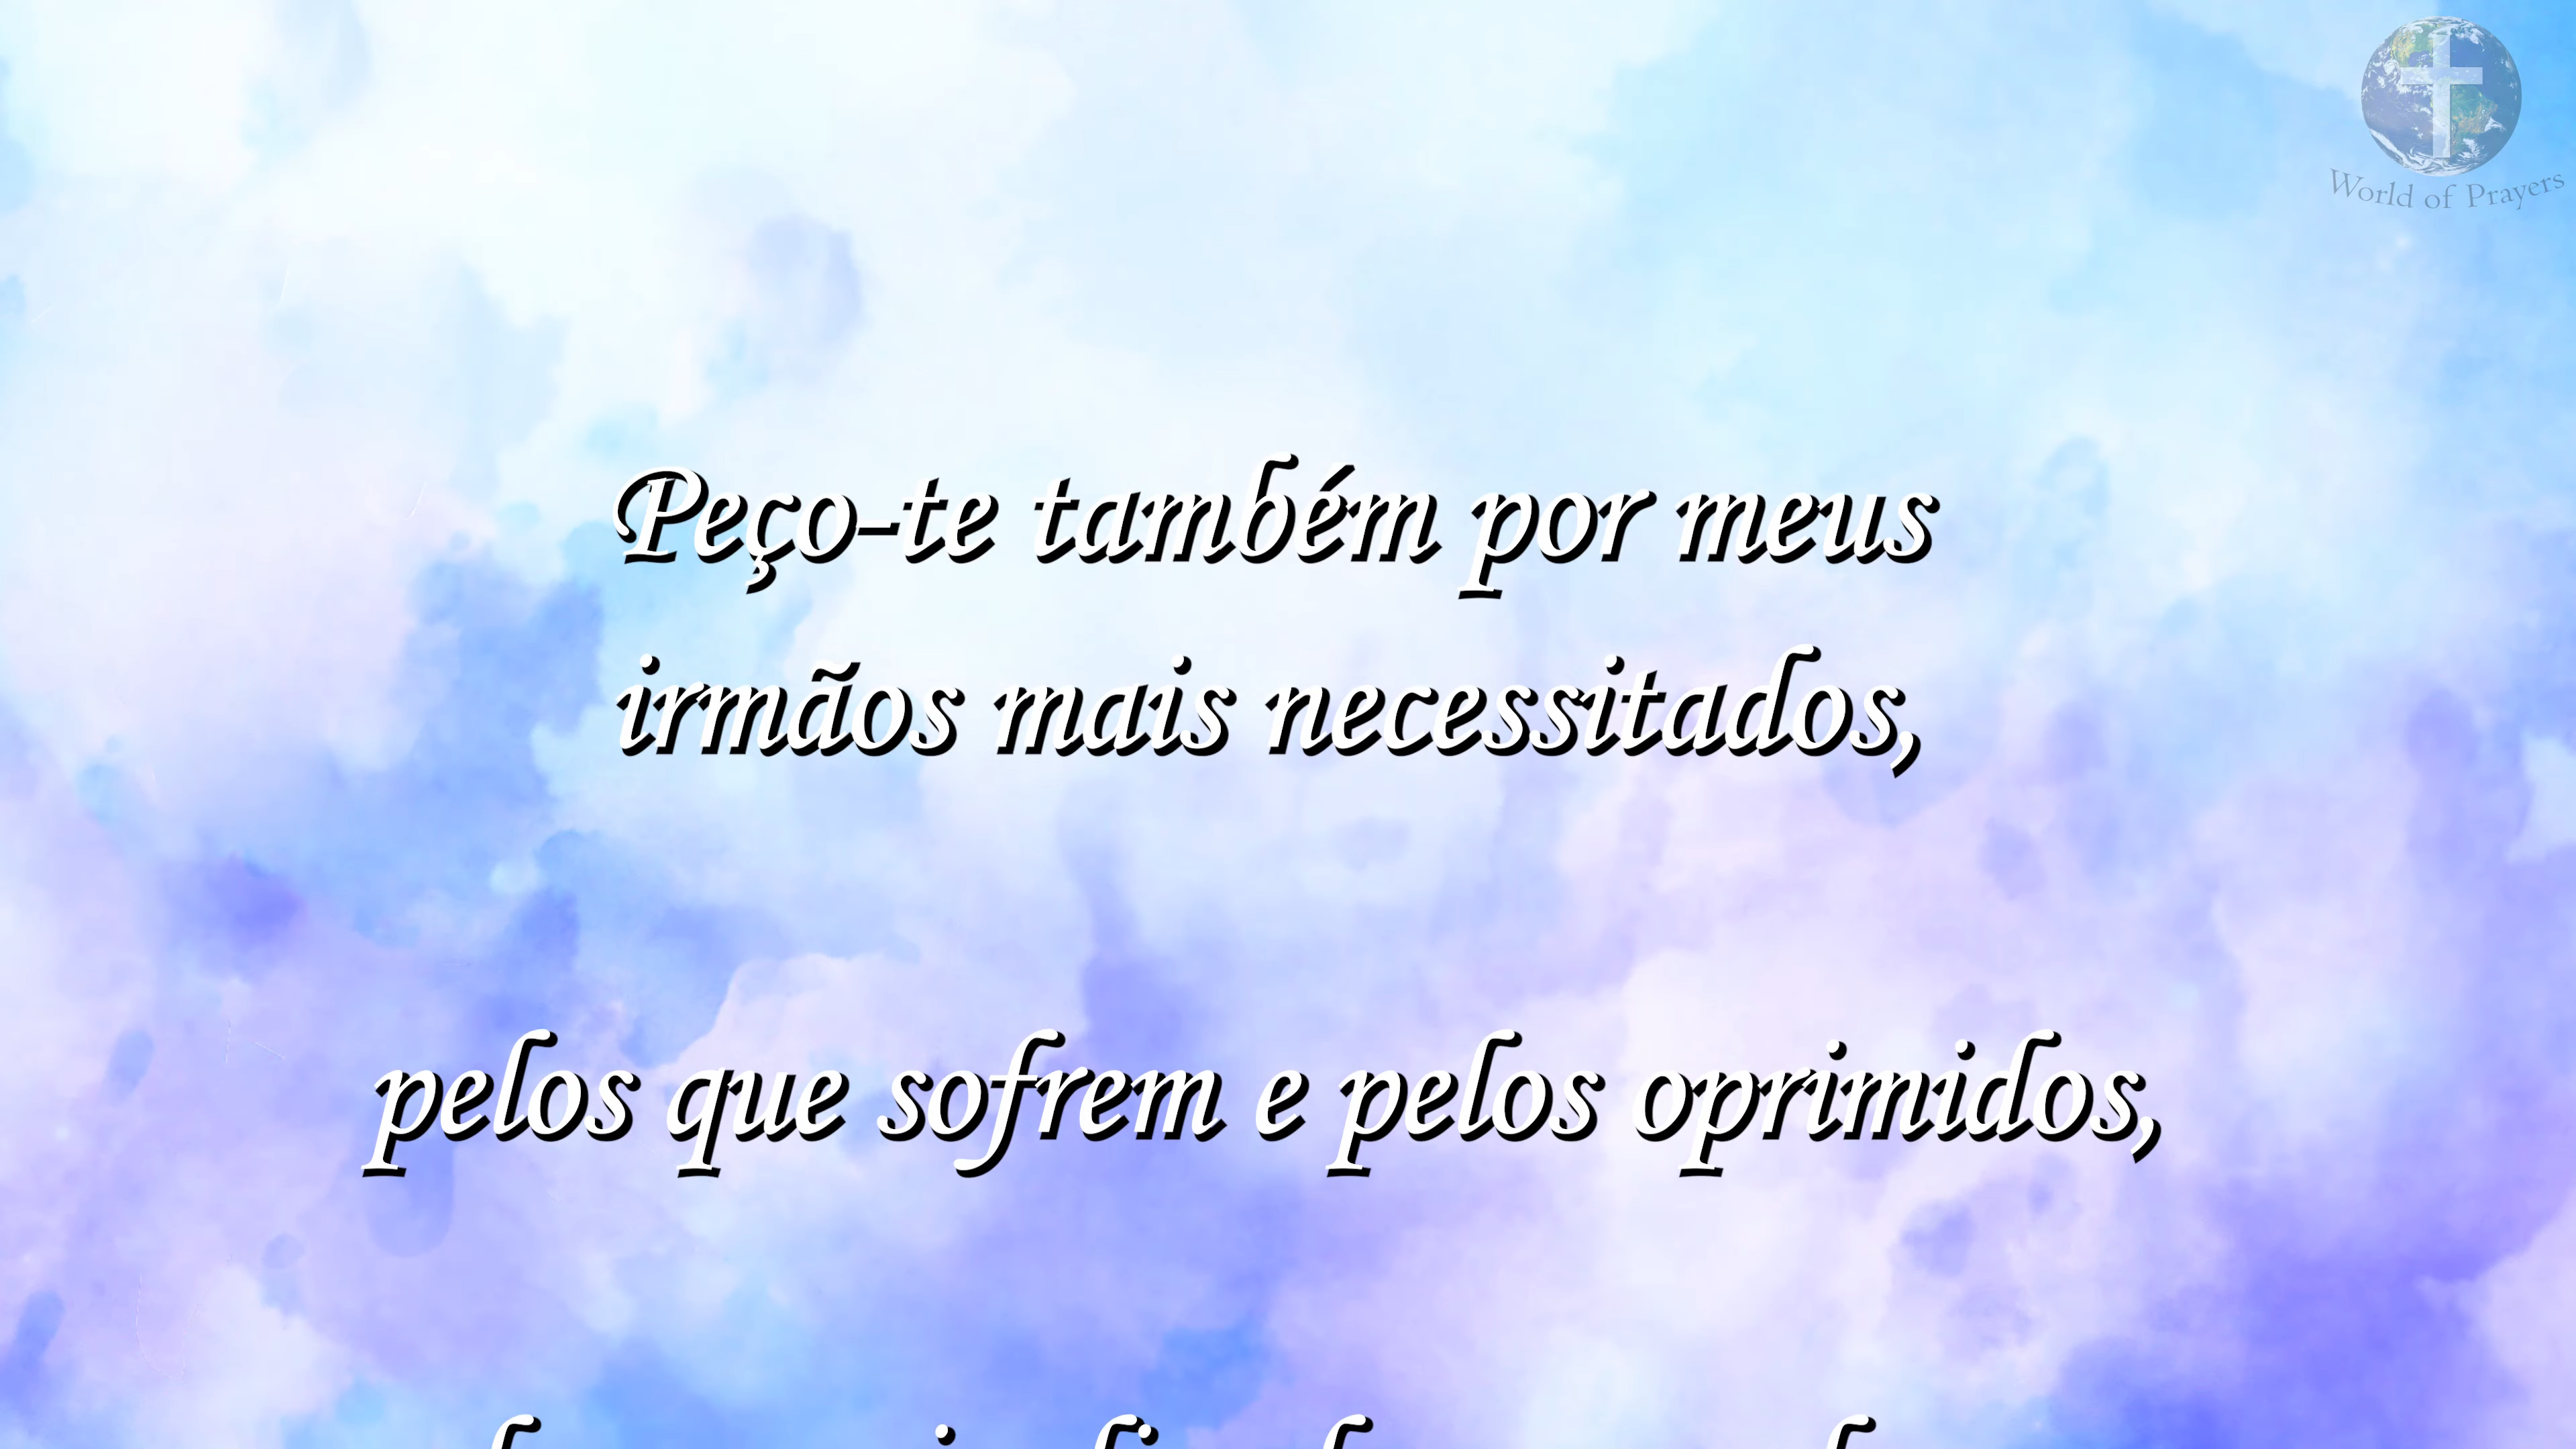 World of Prayers
Peço-te também por meus
irmãos mais necessitados,
pelos que sofrem e pelos oprimidos,